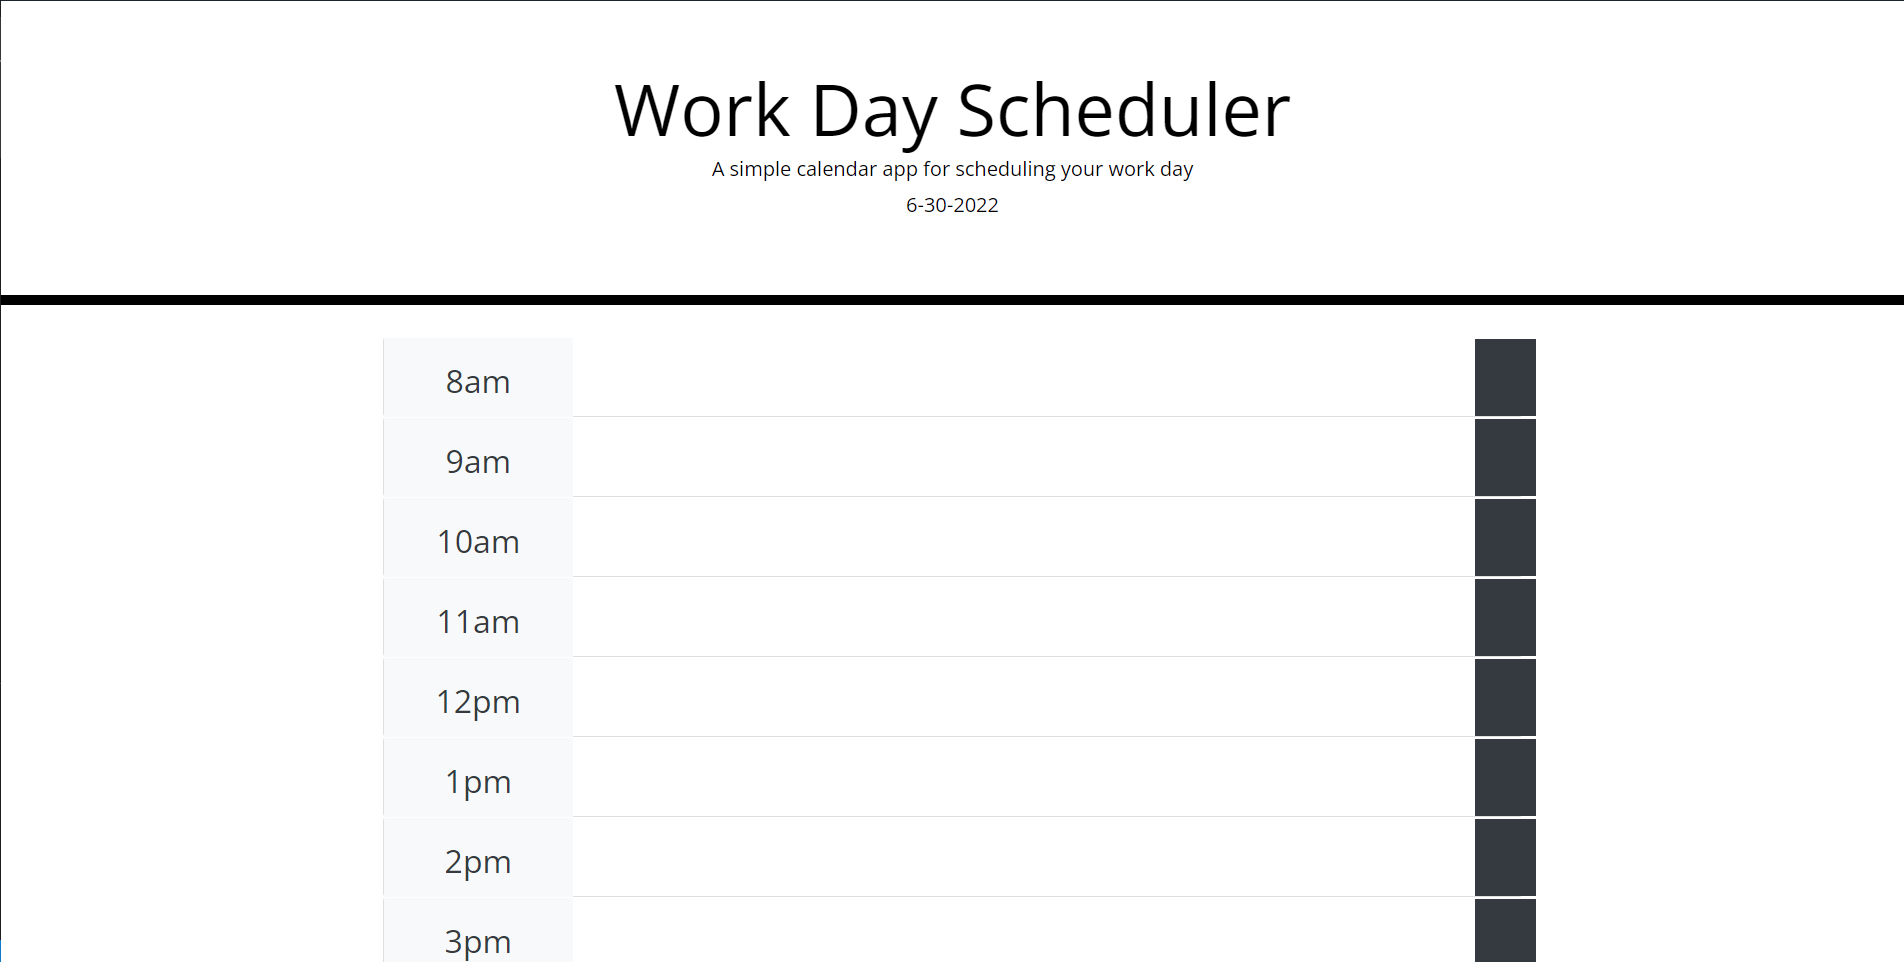 Work Day Scheduler
A simple calendar app for scheduling your work day
6-30-2022
8am
9am
10am
11am
12pm
1pm
2pm
3pm